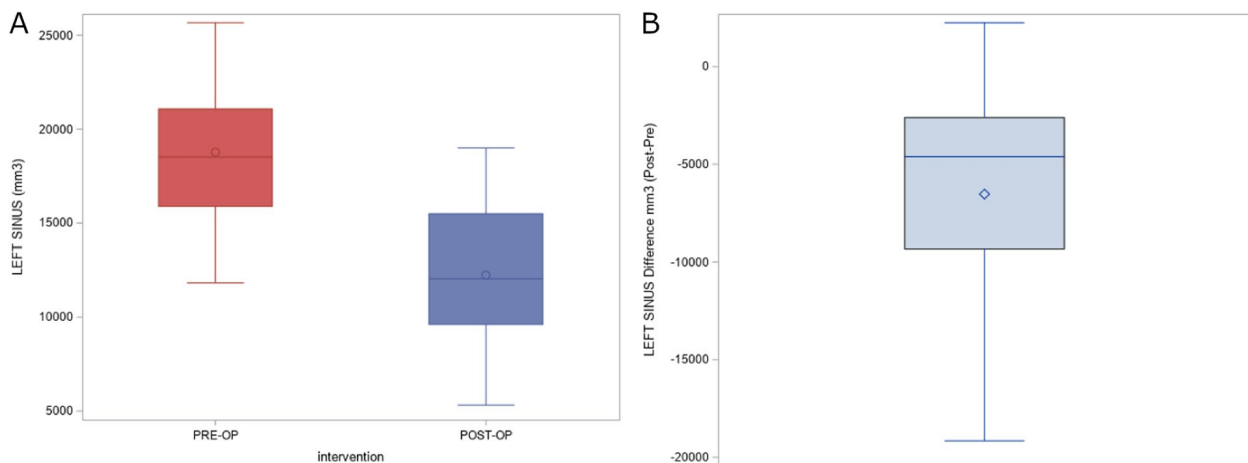 A
LEFT SINUS (mm3)
25000
20000
15000
10000
5000
PRE-OP
POST-OP
intervention
B
LEFT SINUS Difference mm3 (Post-Pre)
0
-5000
-10000
-15000
-20000